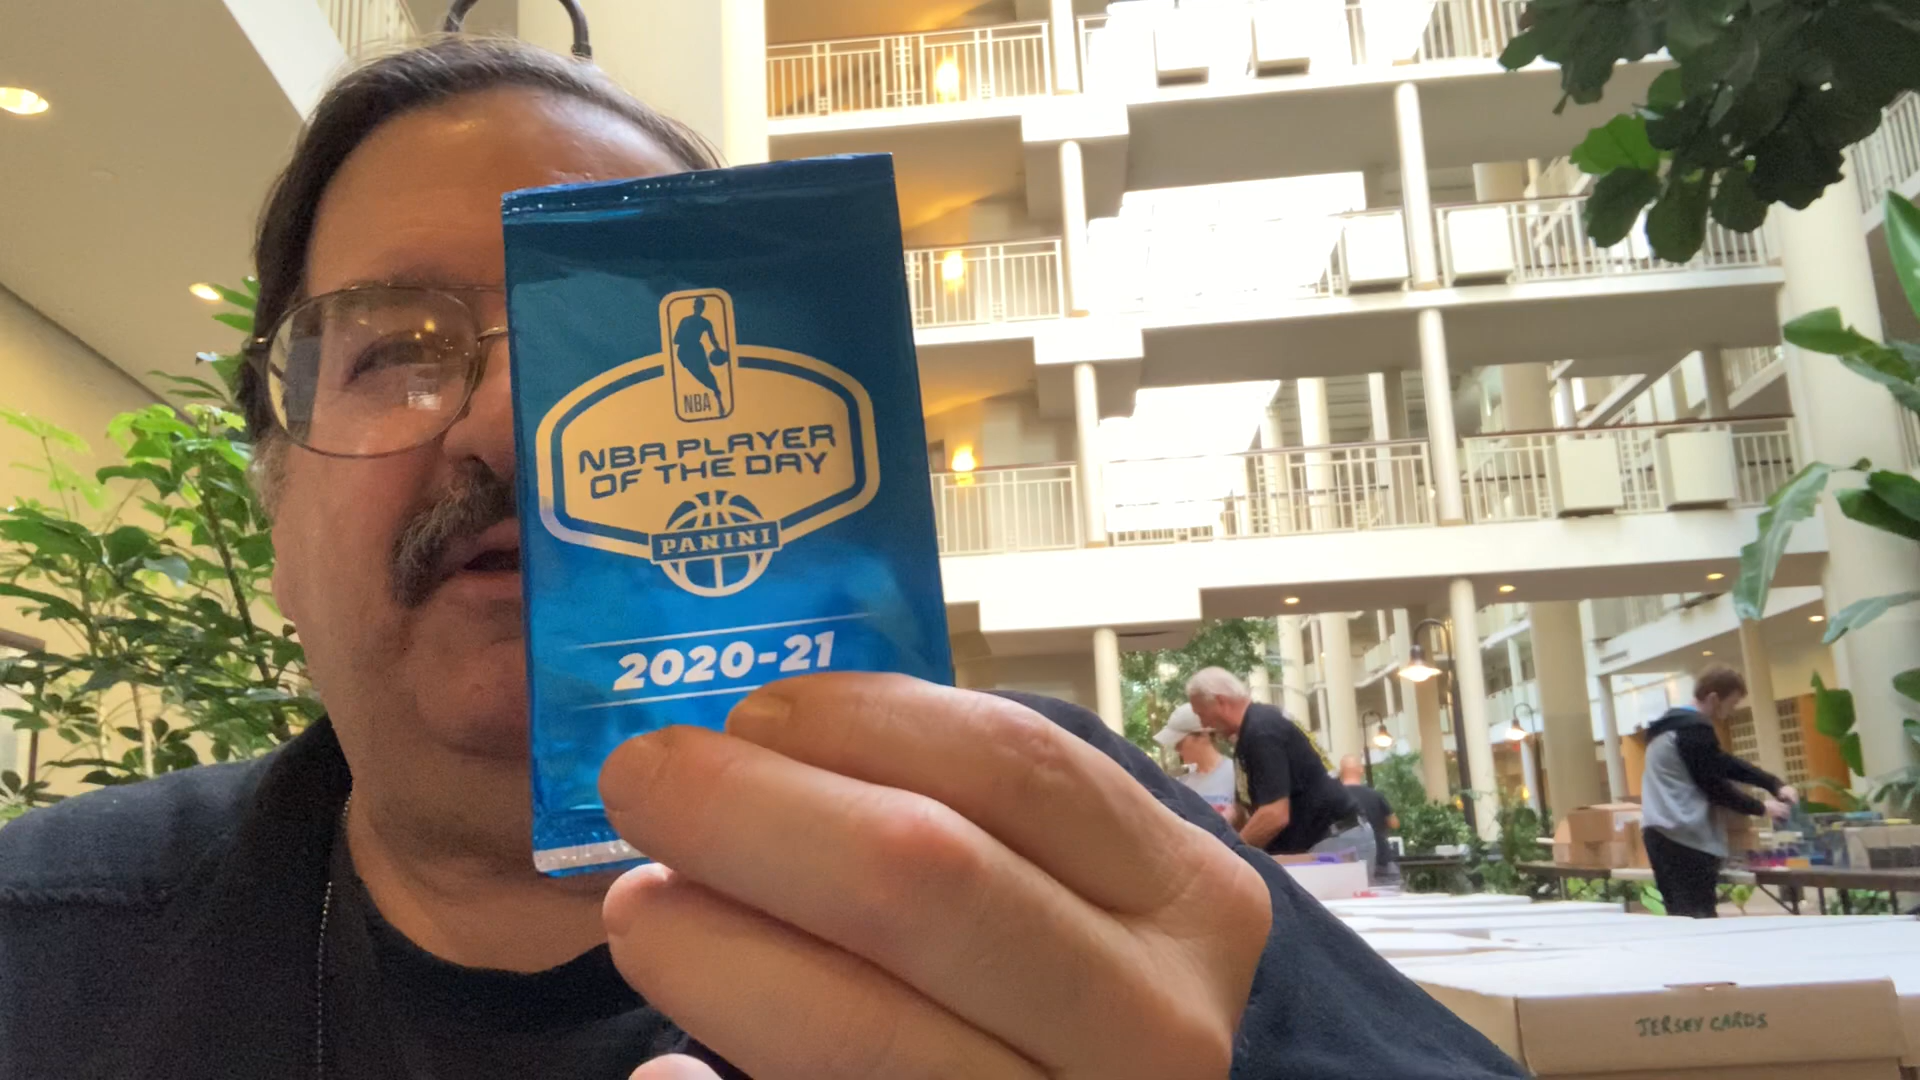 NBA
NBA PLAYER
OF THE DAY
PANINI
2020-21
JERSEY CARDS